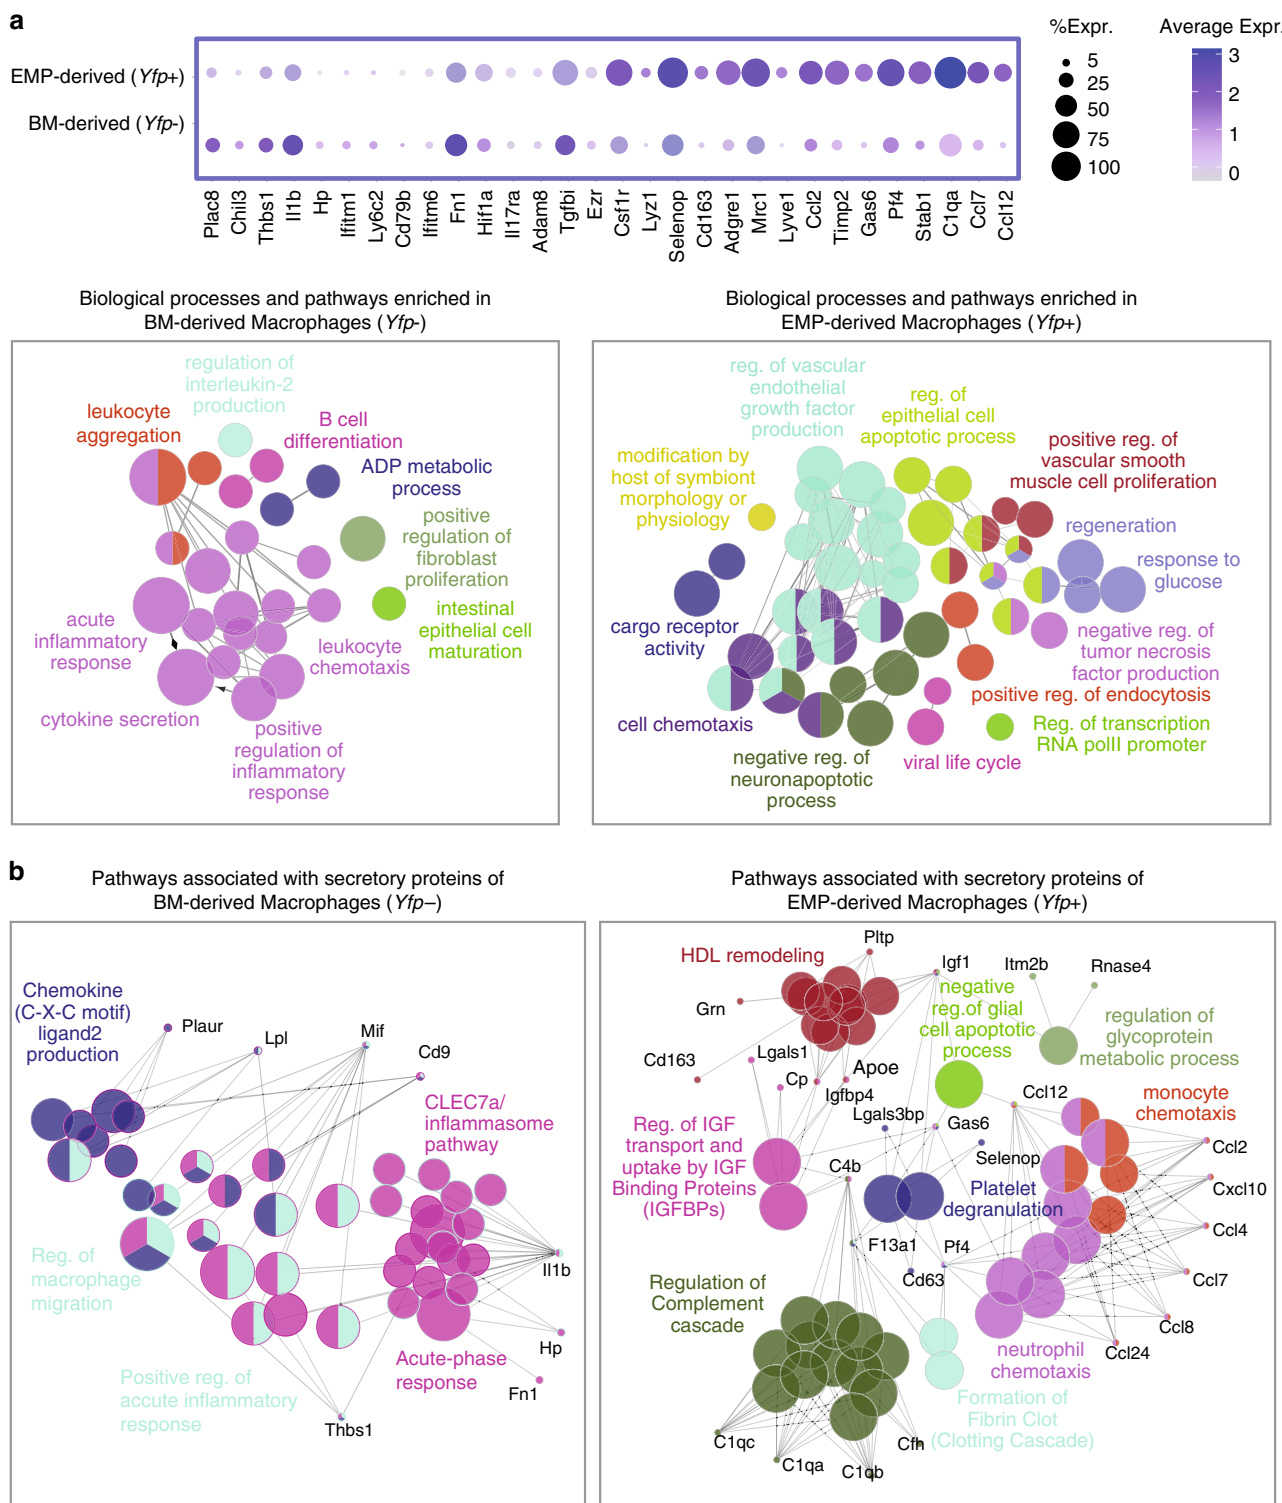 a
%Expr.
Average Expr.
EMP-derived (Yfp+)
BM-derived (Yfp-)
5
25
50
75
100
3
2
1
0
Plac8
Chil3
Thbs1
Il1b
Hp
Ifitm1
Ly6c2
Cd79b
Ifitm6
Fn1
Hif1a
Il17ra
Adam8
Tgfbi
Ezr
Csf1r
Lyz1
Selenop
Cd163
Adgre1
Mrc1
Lyve1
Ccl2
Timp2
Gas6
Pf4
Stab1
C1qa
Ccl7
Ccl12
Biological processes and pathways enriched in
BM-derived Macrophages (Yfp-)
regulation of
interleukin-2
production
leukocyte
aggregation
B cell
differentiation
ADP metabolic
process
positive
regulation of
fibroblast
proliferation
intestinal
epithelial cell
maturation
acute
inflammatory
response
leukocyte
chemotaxis
cytokine secretion
positive
regulation of
inflammatory
response
Biological processes and pathways enriched in
EMP-derived Macrophages (Yfp+)
reg. of vascular
endothelial
growth factor
production
reg. of
epithelial cell
apoptotic process
positive reg. of
vascular smooth
muscle cell proliferation
modification by
host of symbiont
morphology or
physiology
regeneration
response to
glucose
cargo receptor
activity
negative reg. of
tumor necrosis
factor production
positive reg. of endocytosis
cell chemotaxis
Reg. of transcription
RNA polII promoter
negative reg. of
neuronapoptotic
process
viral life cycle
b
Pathways associated with secretory proteins of
BM-derived Macrophages (Yfp–)
Chemokine
(C-X-C motif)
ligand2
production
Plaur
Lpl
Mif
Cd9
CLEC7a/
inflammasome
pathway
Reg. of
macrophage
migration
Il1b
Hp
Acute-phase
response
Fn1
Positive reg. of
accute inflammatory
response
Thbs1
Pathways associated with secretory proteins of
EMP-derived Macrophages (Yfp+)
Pltp
HDL remodeling
Igf1
Itm2b
Rnase4
Grn
negative
reg.of glial
cell apoptotic
process
regulation of
glycoprotein
metabolic process
Cd163
Lgals1
Cp
Apoe
Igfbp4
Lgals3bp
Ccl12
monocyte
chemotaxis
Reg. of IGF
transport and
uptake by IGF
Binding Proteins
(IGFBPs)
Gas6
Ccl2
C4b
Selenop
Cxcl10
Platelet
degranulation
Ccl4
F13a1
Pf4
Cd63
Ccl7
Regulation of
Complement
cascade
Ccl8
Ccl24
neutrophil
chemotaxis
Formation of
Fibrin Clot
(Clotting Cascade)
C1qc
C1qa
C1qb
Cfh